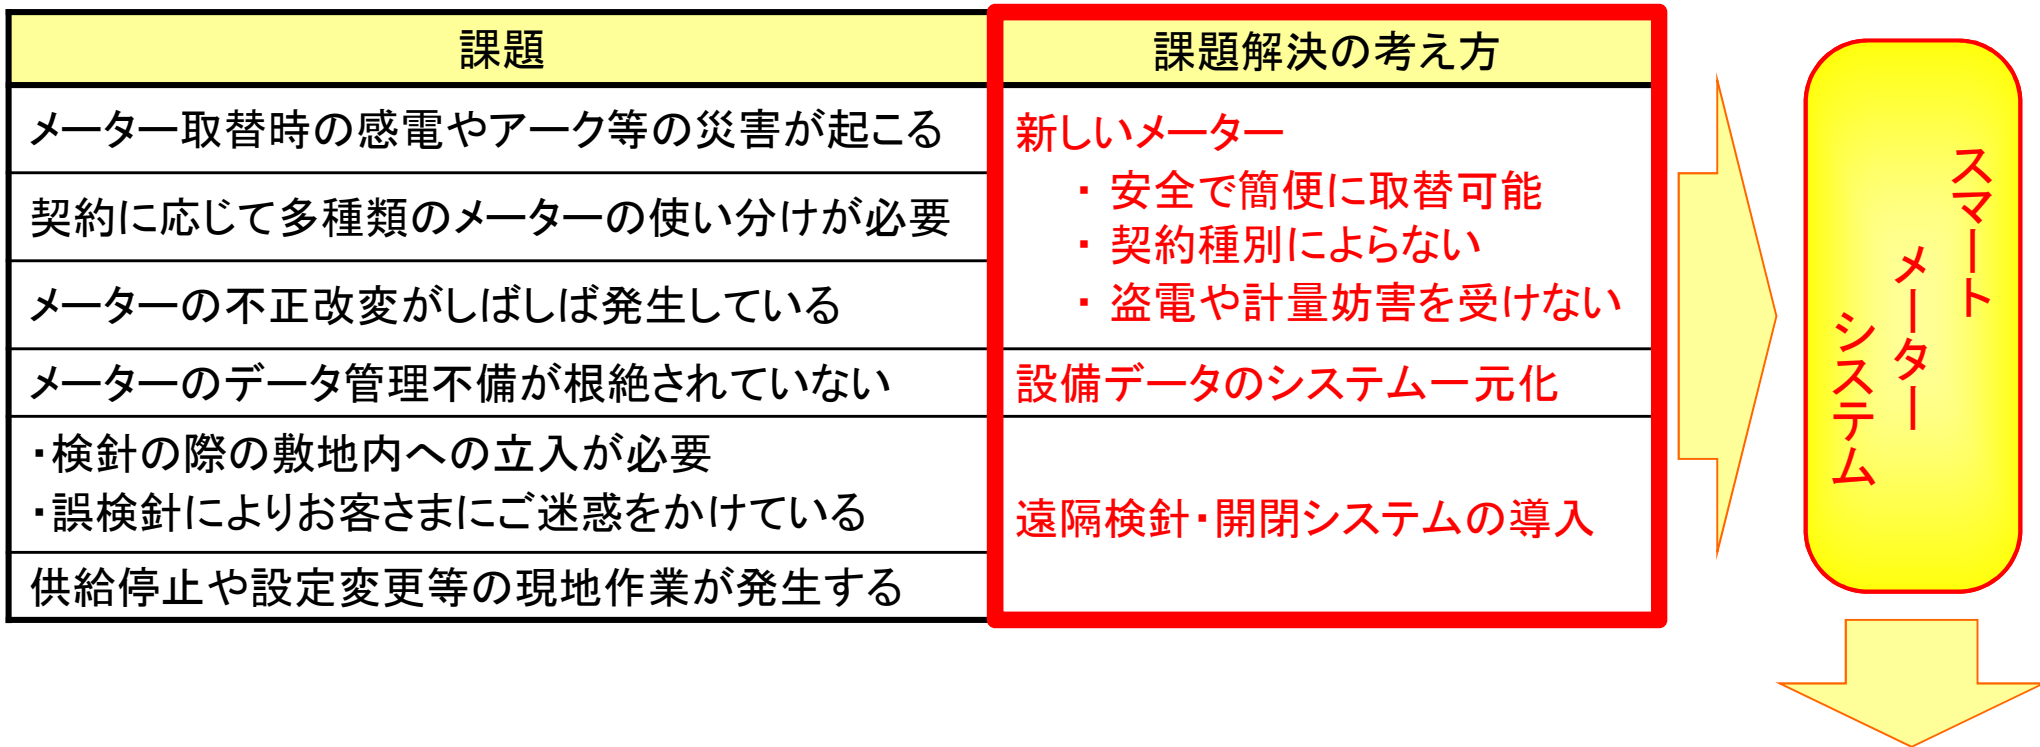 課題
課題解決の考え方
メーター取替時の感電やアーク等の災害が起こる
契約に応じて多種類のメーターの使い分けが必要
メーターの不正改変がしばしば発生している
新しいメーター
・ 安全で簡便に取替可能
・ 契約種別によらない
・ 盗電や計量妨害を受けない
メーターのデータ管理不備が根絶されていない
設備データのシステム一元化
・検針の際の敷地内への立入が必要
・誤検針によりお客さまにご迷惑をかけている
供給停止や設定変更等の現地作業が発生する
遠隔検針・開閉システムの導入
スマート
メーター
システム